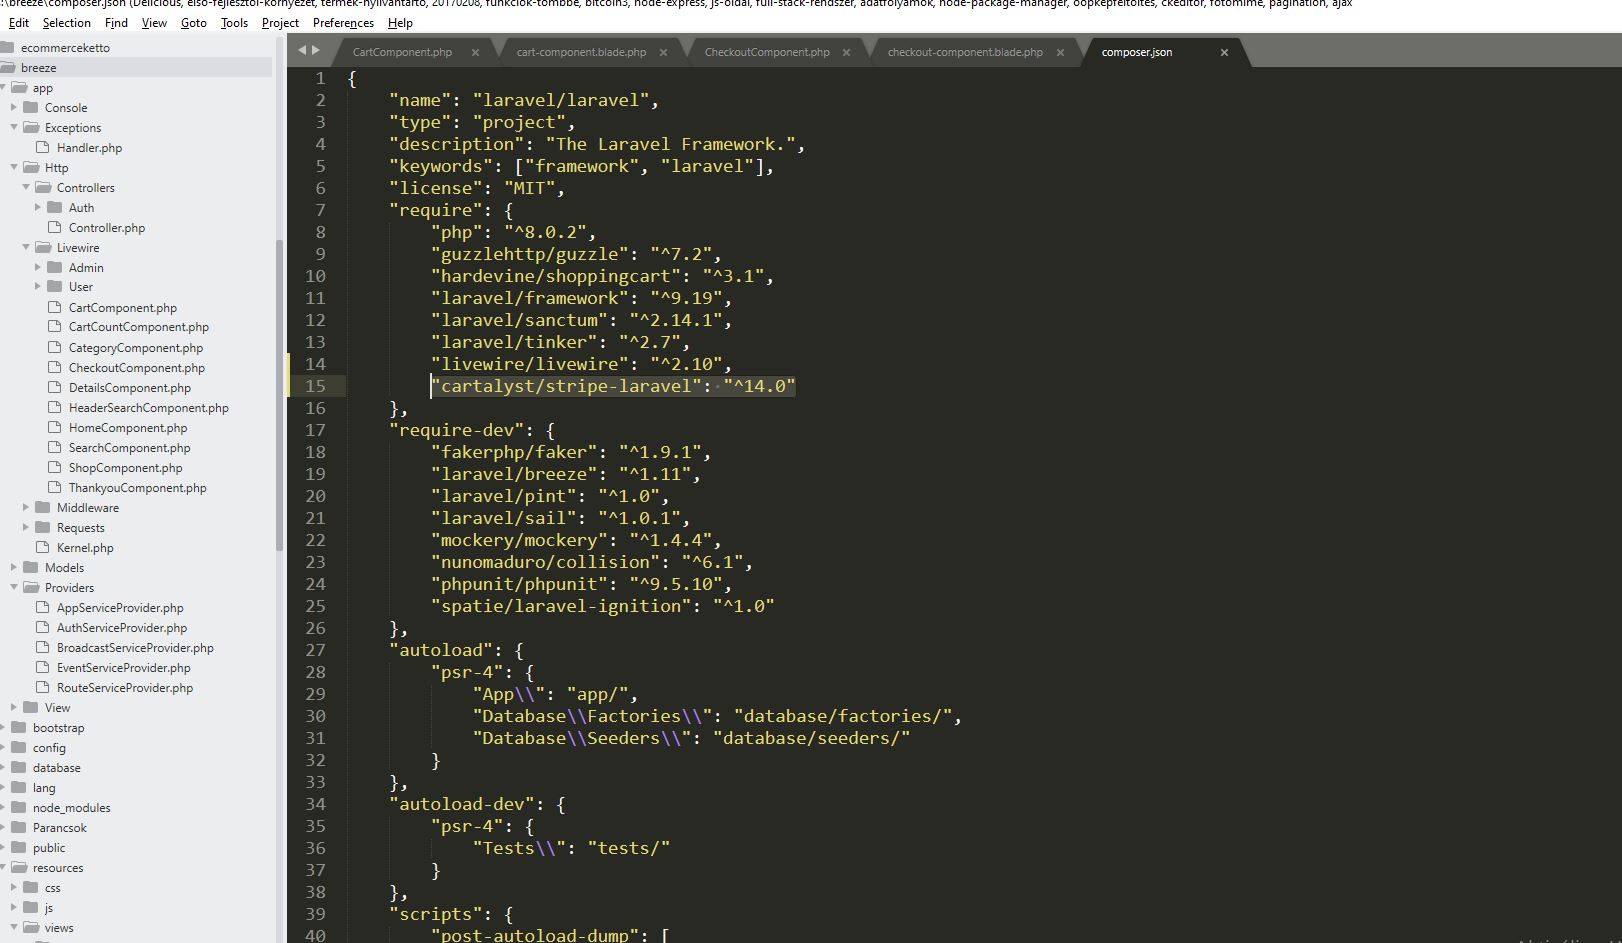 :\breeze\composer.json (Delicious, elso-fejlesztoi-kornyezet, termek-nyilvantarto, 20170208, funkciok-tombbe, bitcoin3, node-express, js-oldal, full-stack-rendszer, adatfolyamok, node-package-manager, oopkepfeltoltes, ckeditor, fotomime, pagination, ajax
Edit Selection Find View Goto Tools Project Preferences Help
ecommerceketto
breeze
app
Console
Exceptions
Handler.php
Http
Controllers
Auth
Controller.php
Livewire
Admin
User
CartComponent.php
CartCountComponent.php
CategoryComponent.php
CheckoutComponent.php
DetailsComponent.php
HeaderSearchComponent.php
HomeComponent.php
SearchComponent.php
ShopComponent.php
ThankyouComponent.php
Middleware
Requests
Kernel.php
Models
Providers
AppServiceProvider.php
AuthServiceProvider.php
BroadcastServiceProvider.php
EventServiceProvider.php
RouteServiceProvider.php
View
bootstrap
config
database
lang
node_modules
Parancsok
public
resources
css
js
views
CartComponent.php × cart-component.blade.php × CheckoutComponent.php × checkout-component.blade.php × composer.json ×
1 {
2 "name": "laravel/laravel",
3 "type": "project",
4 "description": "The Laravel Framework.",
5 "keywords": ["framework", "laravel"],
6 "license": "MIT",
7 "require": {
8 "php": "^8.0.2",
9 "guzzlehttp/guzzle": "^7.2",
10 "hardevine/shoppingcart": "^3.1",
11 "laravel/framework": "^9.19",
12 "laravel/sanctum": "^2.14.1",
13 "laravel/tinker": "^2.7",
14 "livewire/livewire": "^2.10",
15 "cartalyst/stripe-laravel": "^14.0"
16 },
17 "require-dev": {
18 "fakerphp/faker": "^1.9.1",
19 "laravel/breeze": "^1.11",
20 "laravel/pint": "^1.0",
21 "laravel/sail": "^1.0.1",
22 "mockery/mockery": "^1.4.4",
23 "nunomaduro/collision": "^6.1",
24 "phpunit/phpunit": "^9.5.10",
25 "spatie/laravel-ignition": "^1.0"
26 },
27 "autoload": {
28 "psr-4": {
29 "App\\": "app/",
30 "Database\\Factories\\": "database/factories/",
31 "Database\\Seeders\\": "database/seeders/"
32 }
33 },
34 "autoload-dev": {
35 "psr-4": {
36 "Tests\\": "tests/"
37 }
38 },
39 "scripts": {
40 "post-autoload-dump": [